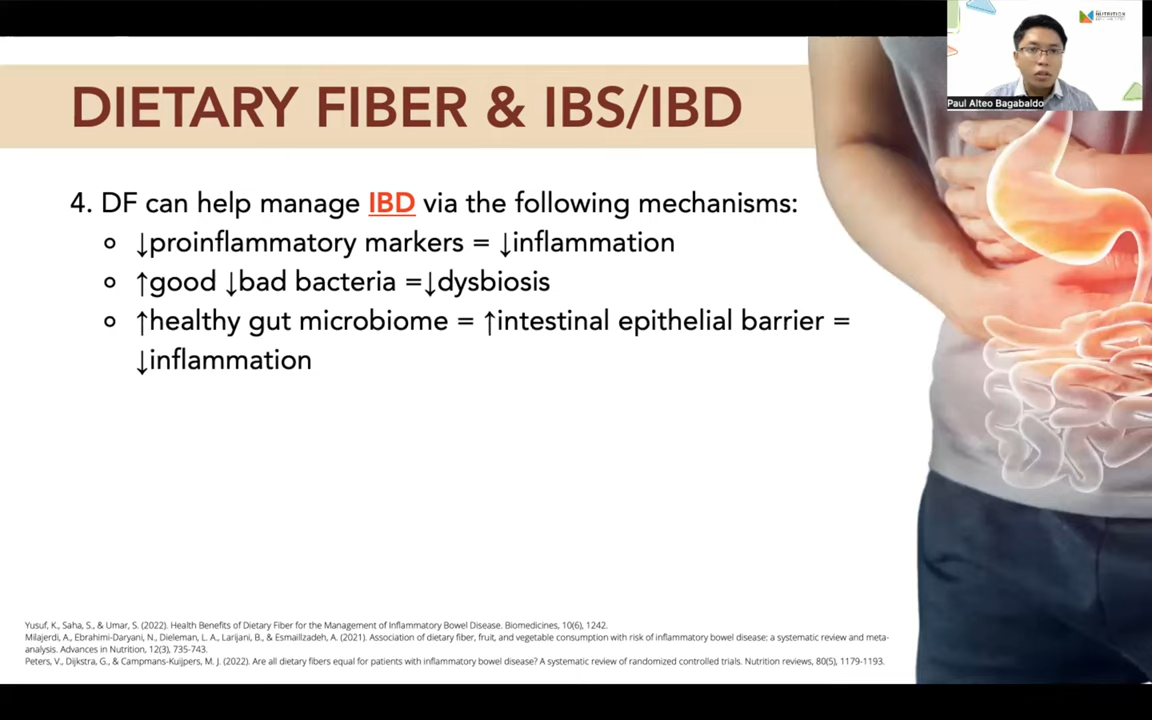 NUTRITION
Paul Alteo Bagabaldo
DIETARY FIBER & IBS/IBD
4. DF can help manage IBD via the following mechanisms:
↓proinflammatory markers = ↓inflammation
↑good ↓bad bacteria =↓dysbiosis
↑healthy gut microbiome = ↑intestinal epithelial barrier =
↓inflammation
Yusuf, K., Saha, S., & Umar, S. (2022). Health Benefits of Dietary Fiber for the Management of Inflammatory Bowel Disease. Biomedicines, 10(6), 1242.
Milajerdi, A., Ebrahimi-Daryani, N., Dieleman, L. A., Larijani, B., & Esmaillzadeh, A. (2021). Association of dietary fiber, fruit, and vegetable consumption with risk of inflammatory bowel disease: a systematic review and meta-
analysis. Advances in Nutrition, 12(3), 735-743.
Peters, V., Dijkstra, G., & Campmans-Kuijpers, M. J. (2022). Are all dietary fibers equal for patients with inflammatory bowel disease? A systematic review of randomized controlled trials. Nutrition reviews, 80(5), 1179-1193.